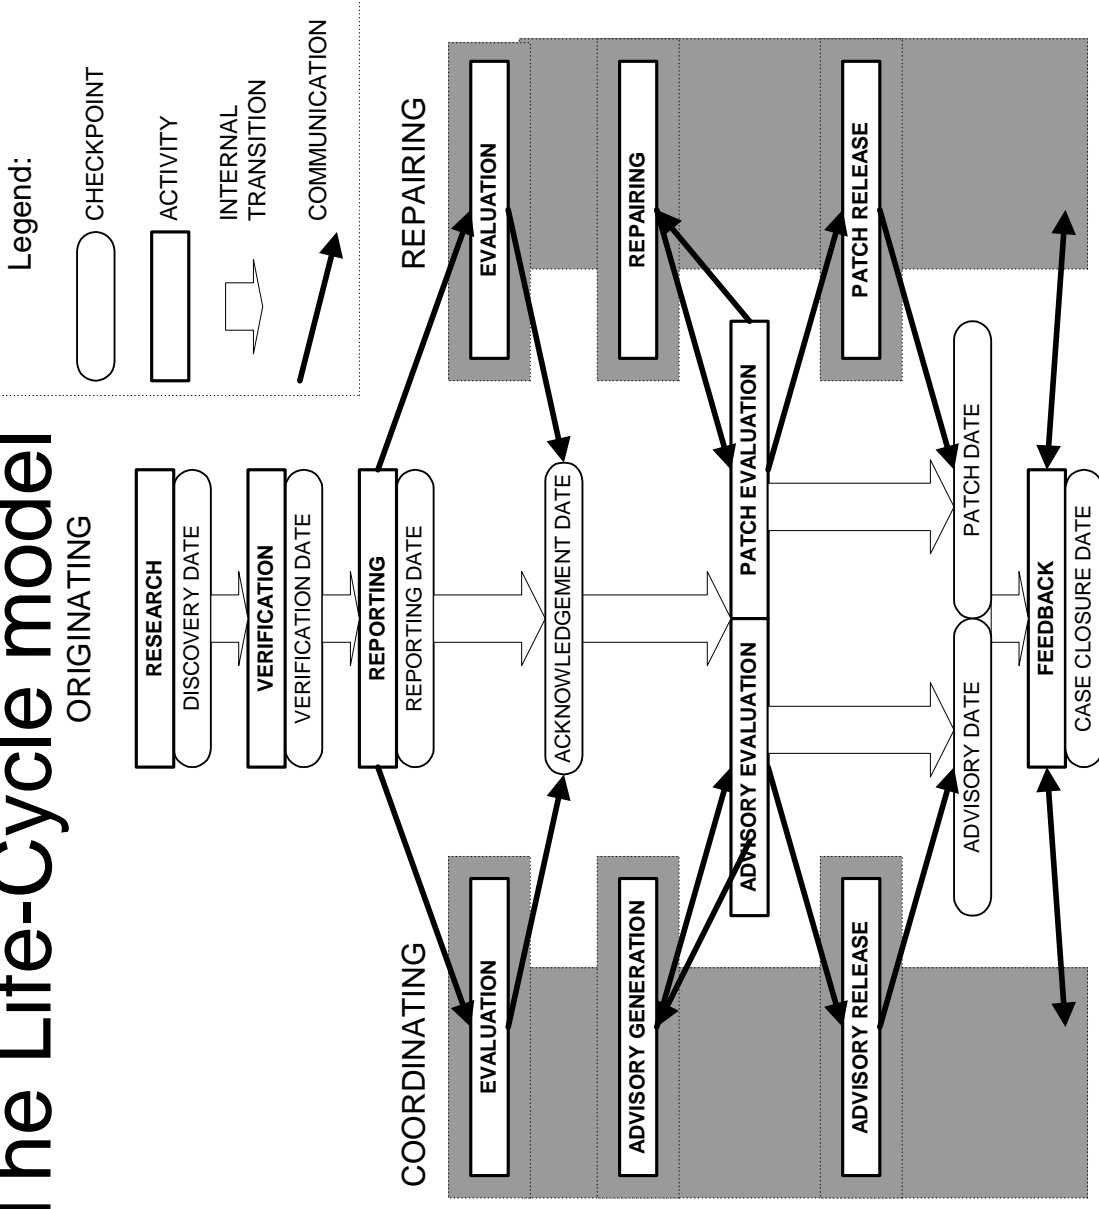 The Life-Cycle model
Legend:
CHECKPOINT
ACTIVITY
INTERNAL
TRANSITION
COMMUNICATION
COORDINATING
ORIGINATING
REPAIRING
RESEARCH
DISCOVERY DATE
VERIFICATION
VERIFICATION DATE
REPORTING
REPORTING DATE
EVALUATION
EVALUATION
ACKNOWLEDGEMENT DATE
ADVISORY GENERATION
REPAIRING
ADVISORY EVALUATION
PATCH EVALUATION
ADVISORY RELEASE
PATCH RELEASE
ADVISORY DATE
PATCH DATE
FEEDBACK
CASE CLOSURE DATE